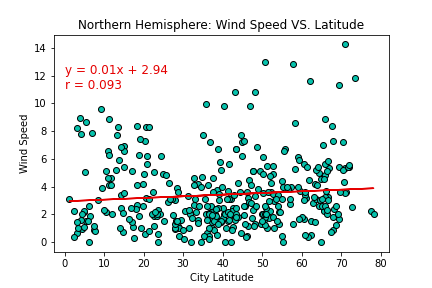 Northern Hemisphere: Wind Speed VS. Latitude
y = 0.01x + 2.94
r = 0.093
14
12
10
8
6
4
2
0
Wind Speed
0 10 20 30 40 50 60 70 80
City Latitude